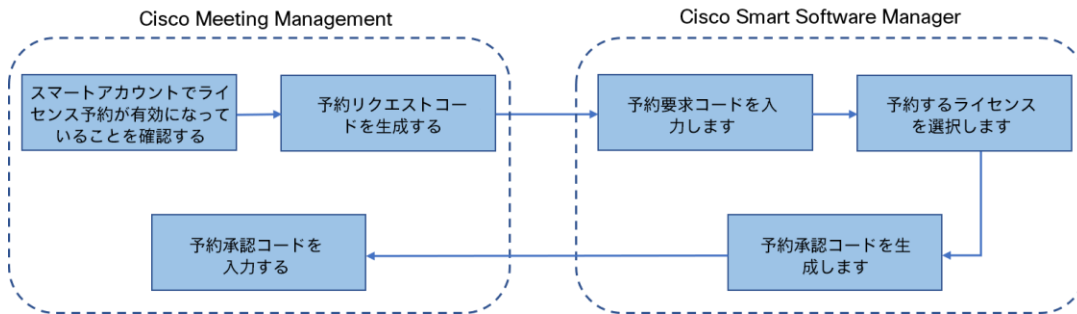 Cisco Meeting Management
Cisco Smart Software Manager
スマートアカウントでライ
センス予約が有効になって
いることを確認する
予約リクエストコー
ドを生成する
予約要求コードを入
力します
予約するライセンス
を選択します
予約承認コードを
入力する
予約承認コードを生
成します